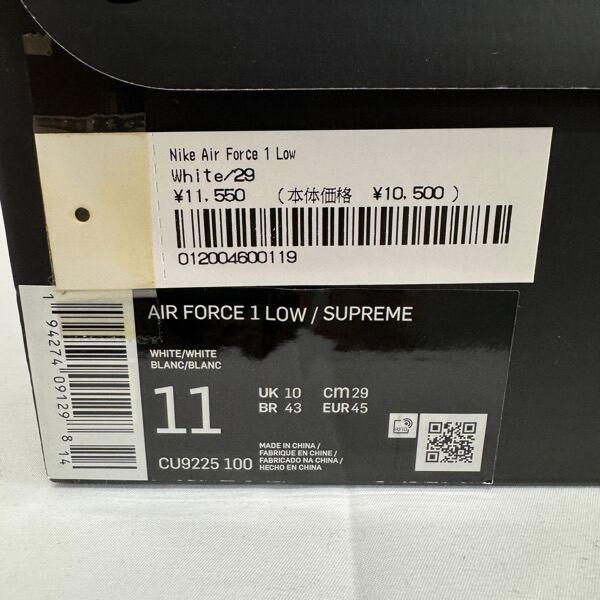 Nike Air Force 1 Low
White/29
¥11,550 (本体価格 ¥10,500)
012004600119
AIR FORCE 1 LOW / SUPREME
WHITE/WHITE
BLANC/BLANC
11
UK 10 cm 29
BR 43 EUR 45
CU9225 100
MADE IN CHINA /
FABRIQUE EN CHINE /
FABRICADO NA CHINA /
HECHO EN CHINA
RFID
1 94274 09129 8 14